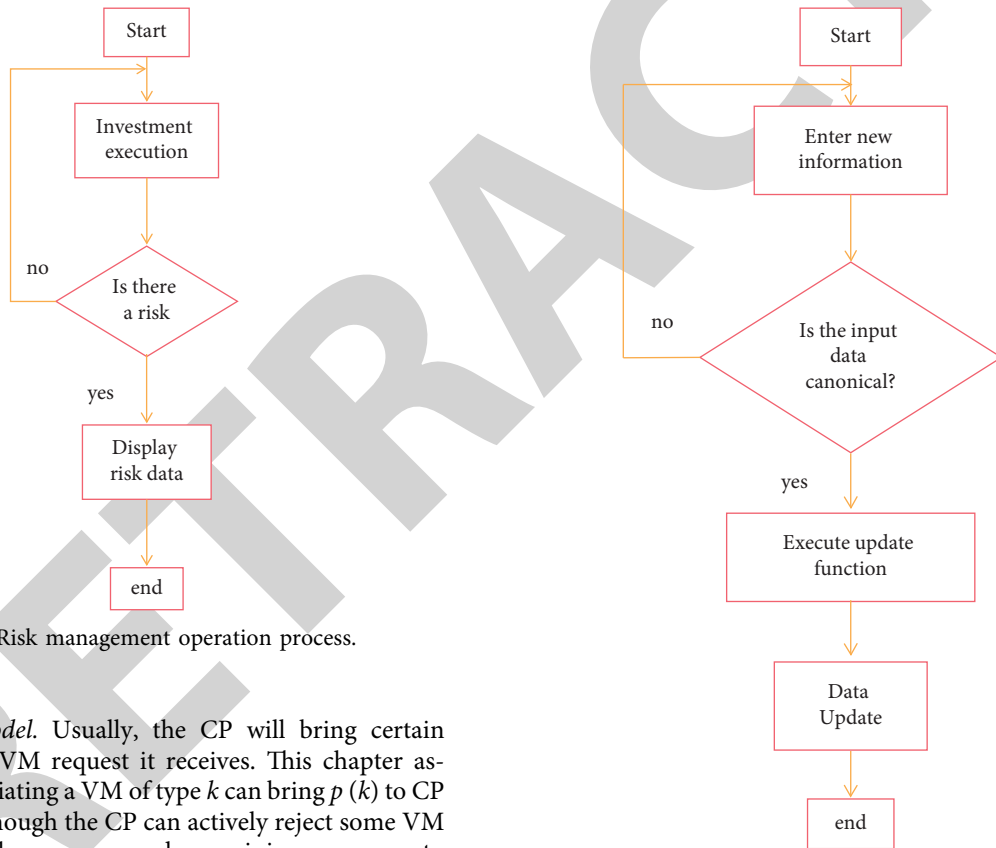 Start
Investment
execution
Is there
a risk
no
yes
Display
risk data
end
Risk management operation process.
del. Usually, the CP will bring certain
VM request it receives. This chapter as-
iating a VM of type k can bring p (k) to CP
hough the CP can actively reject some VM
Start
Enter new
information
Is the input
data
canonical?
no
yes
Execute update
function
Data
Update
end
RETRAC